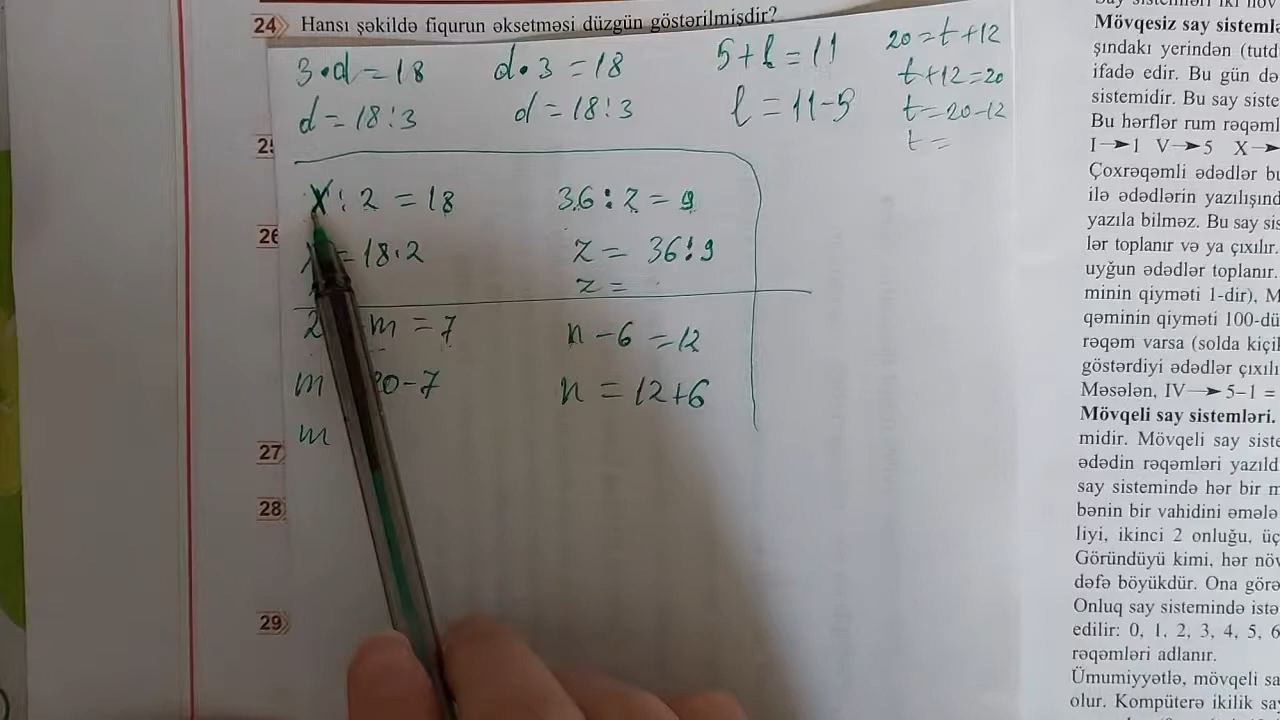 24 Hansı şəkildə fiqurun əksetməsi düzgün göstərilmişdir?
3·d=18
d=18:3
d·3=18
d=18:3
5+l=11
l=11-5
20=t+12
t+12=20
t=20-12
t=
25
26
x:2=18
=18·2
36:z=9
z=36:9
z=
m=7
m 20-7
m
n-6=12
n=12+6
27
28
29
Mövqesiz say sistemlə
şındakı yerindən (tutd
ifadə edir. Bu gün də
sistemidir. Bu say siste
Bu hərflər rum rəqəml
I➛1 V➛5 X➛
Çoxrəqəmli ədədlər bu
ilə ədədlərin yazılışınd
yazıla bilməz. Bu say sis
lər toplanır və ya çıxılır.
uyğun ədədlər toplanır.
minin qiyməti 1-dir), M
qəminin qiyməti 100-dü
rəqəm varsa (solda kiçik
göstərdiyi ədədlər çıxılı
Məsələn, IV➛5-1 =
Mövqeli say sistemləri.
midir. Mövqeli say siste
ədədin rəqəmləri yazıld
say sistemində hər bir m
bənin bir vahidini əmələ
liyi, ikinci 2 onluğu, üç
Göründüyü kimi, hər növ
dəfə böyükdür. Ona görə
Onluq say sistemində istə
edilir: 0, 1, 2, 3, 4, 5, 6
rəqəmləri adlanır.
Ümumiyyətlə, mövqeli sa
olur. Kompüterə ikilik say